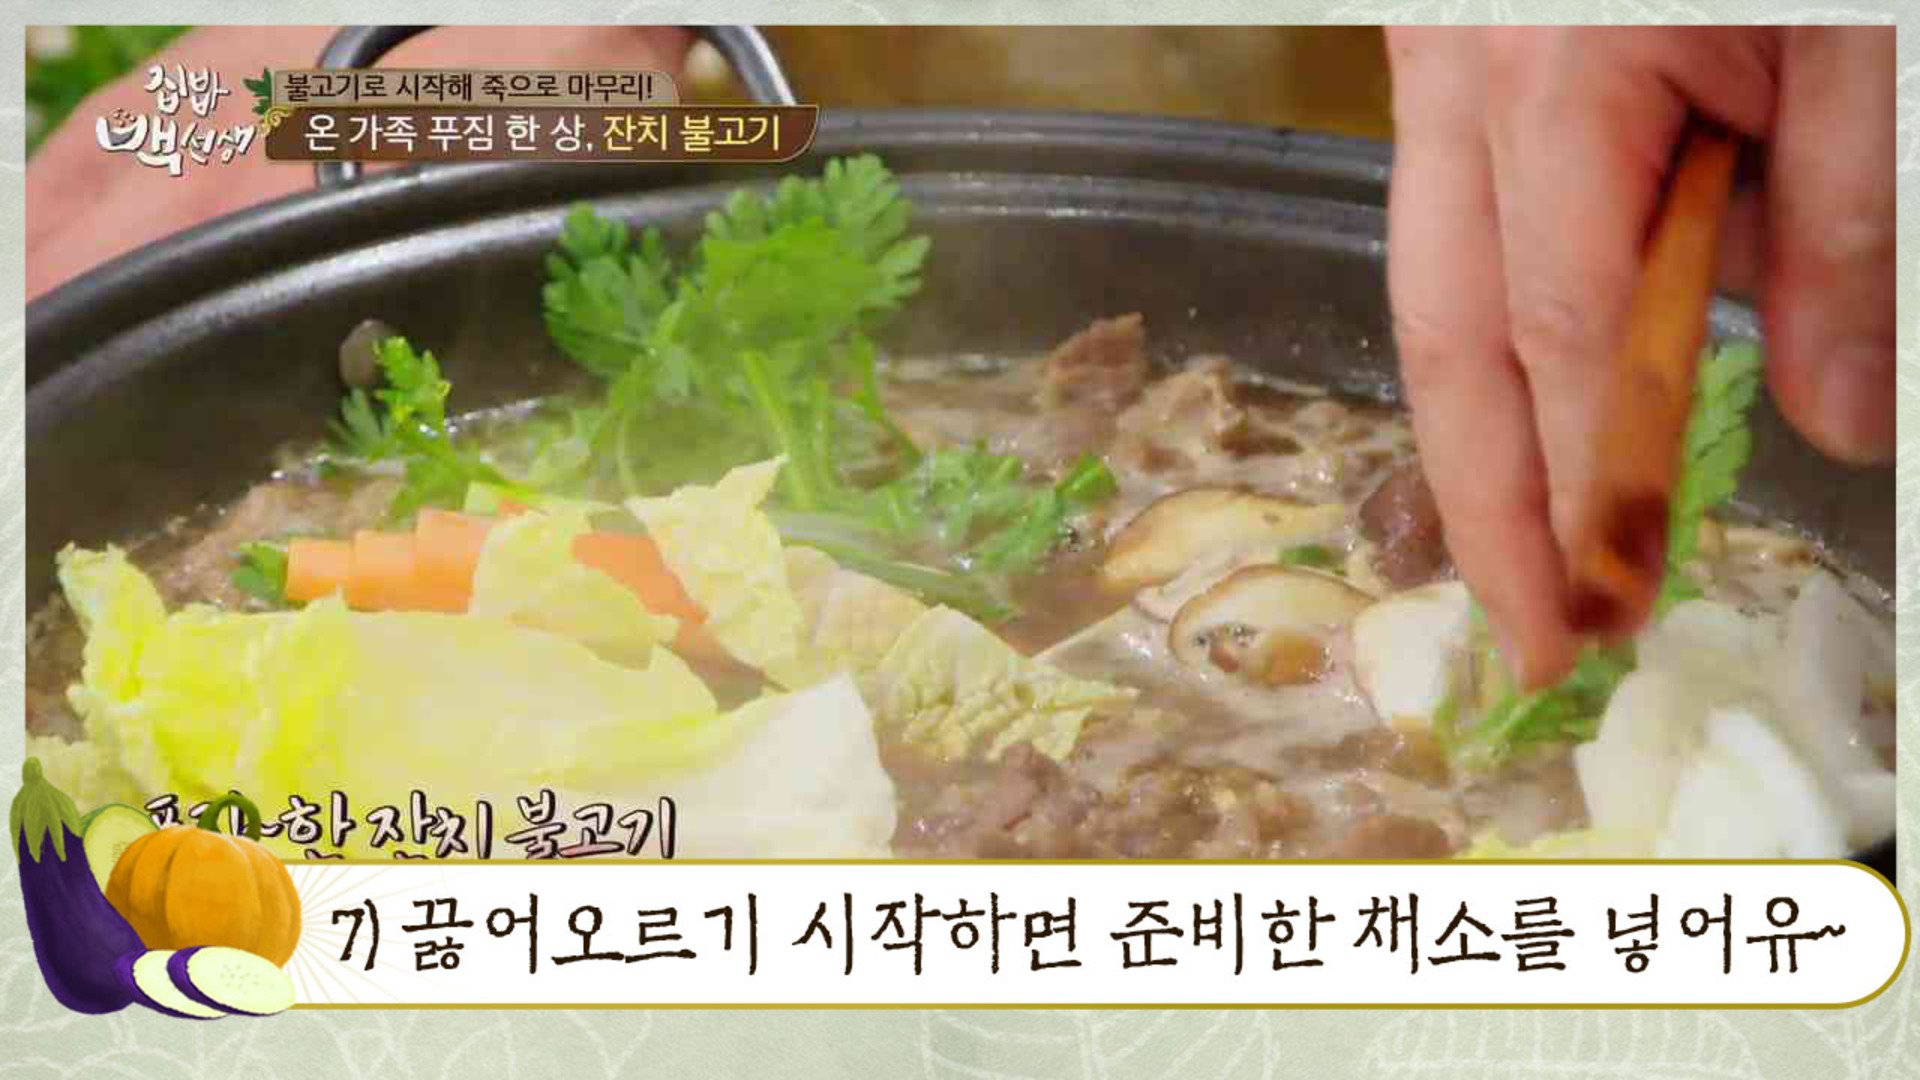 집밥
백선생
불고기로 시작해 죽으로 마무리!
온 가족 푸짐 한 상, 잔치 불고기
한 잔치 불고기
7) 끓어오르기 시작하면 준비한 채소를 넣어유~